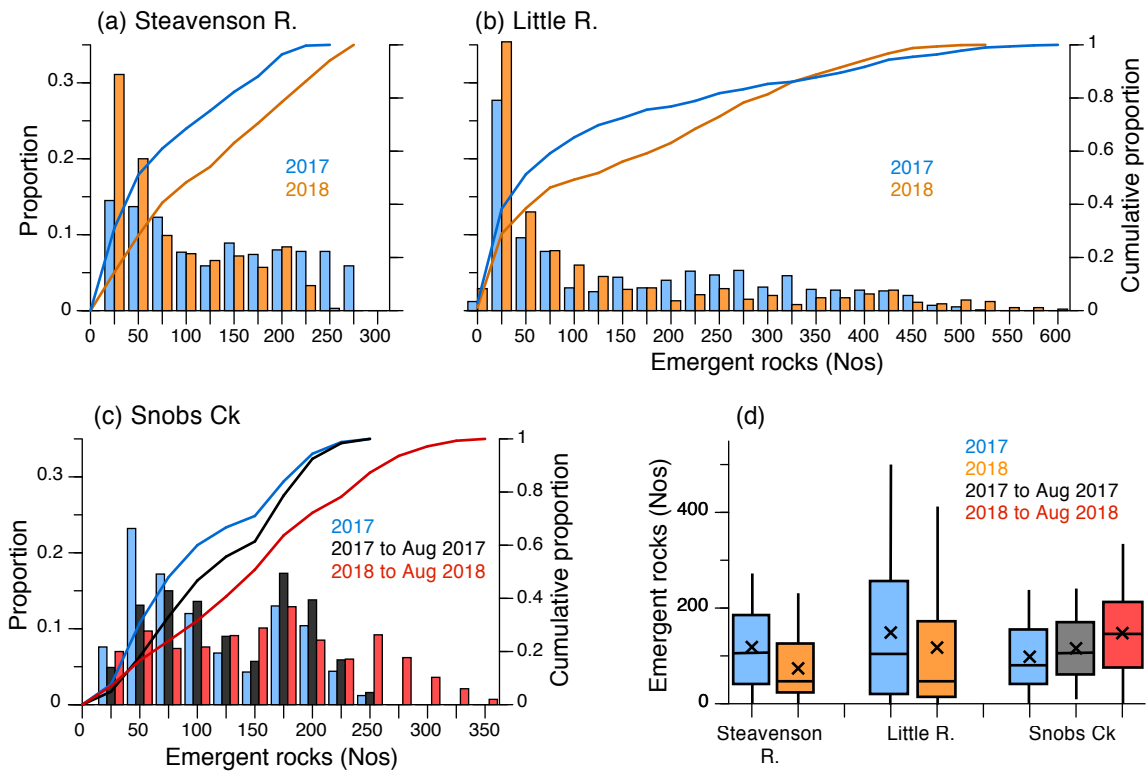 (a) Steavenson R.
(b) Little R.
0.3
0.2
0.1
0
Proportion
2017
2018
0 50 100 150 200 250 300
2017
2018
1
0.8
0.6
0.4
0.2
0
Cumulative proportion
0 50 100 150 200 250 300 350 400 450 500 600
Emergent rocks (Nos)
(c) Snobs Ck
0.3
0.2
0.1
0
Proportion
2017
2017 to Aug 2017
2018 to Aug 2018
1
0.8
0.6
0.4
0.2
0
Cumulative proportion
0 50 100 150 200 250 300 350
Emergent rocks (Nos)
(d)
2017
2018
2017 to Aug 2017
2018 to Aug 2018
Emergent rocks (Nos)
400
200
0
Steavenson
R.
Little R.
Snobs Ck